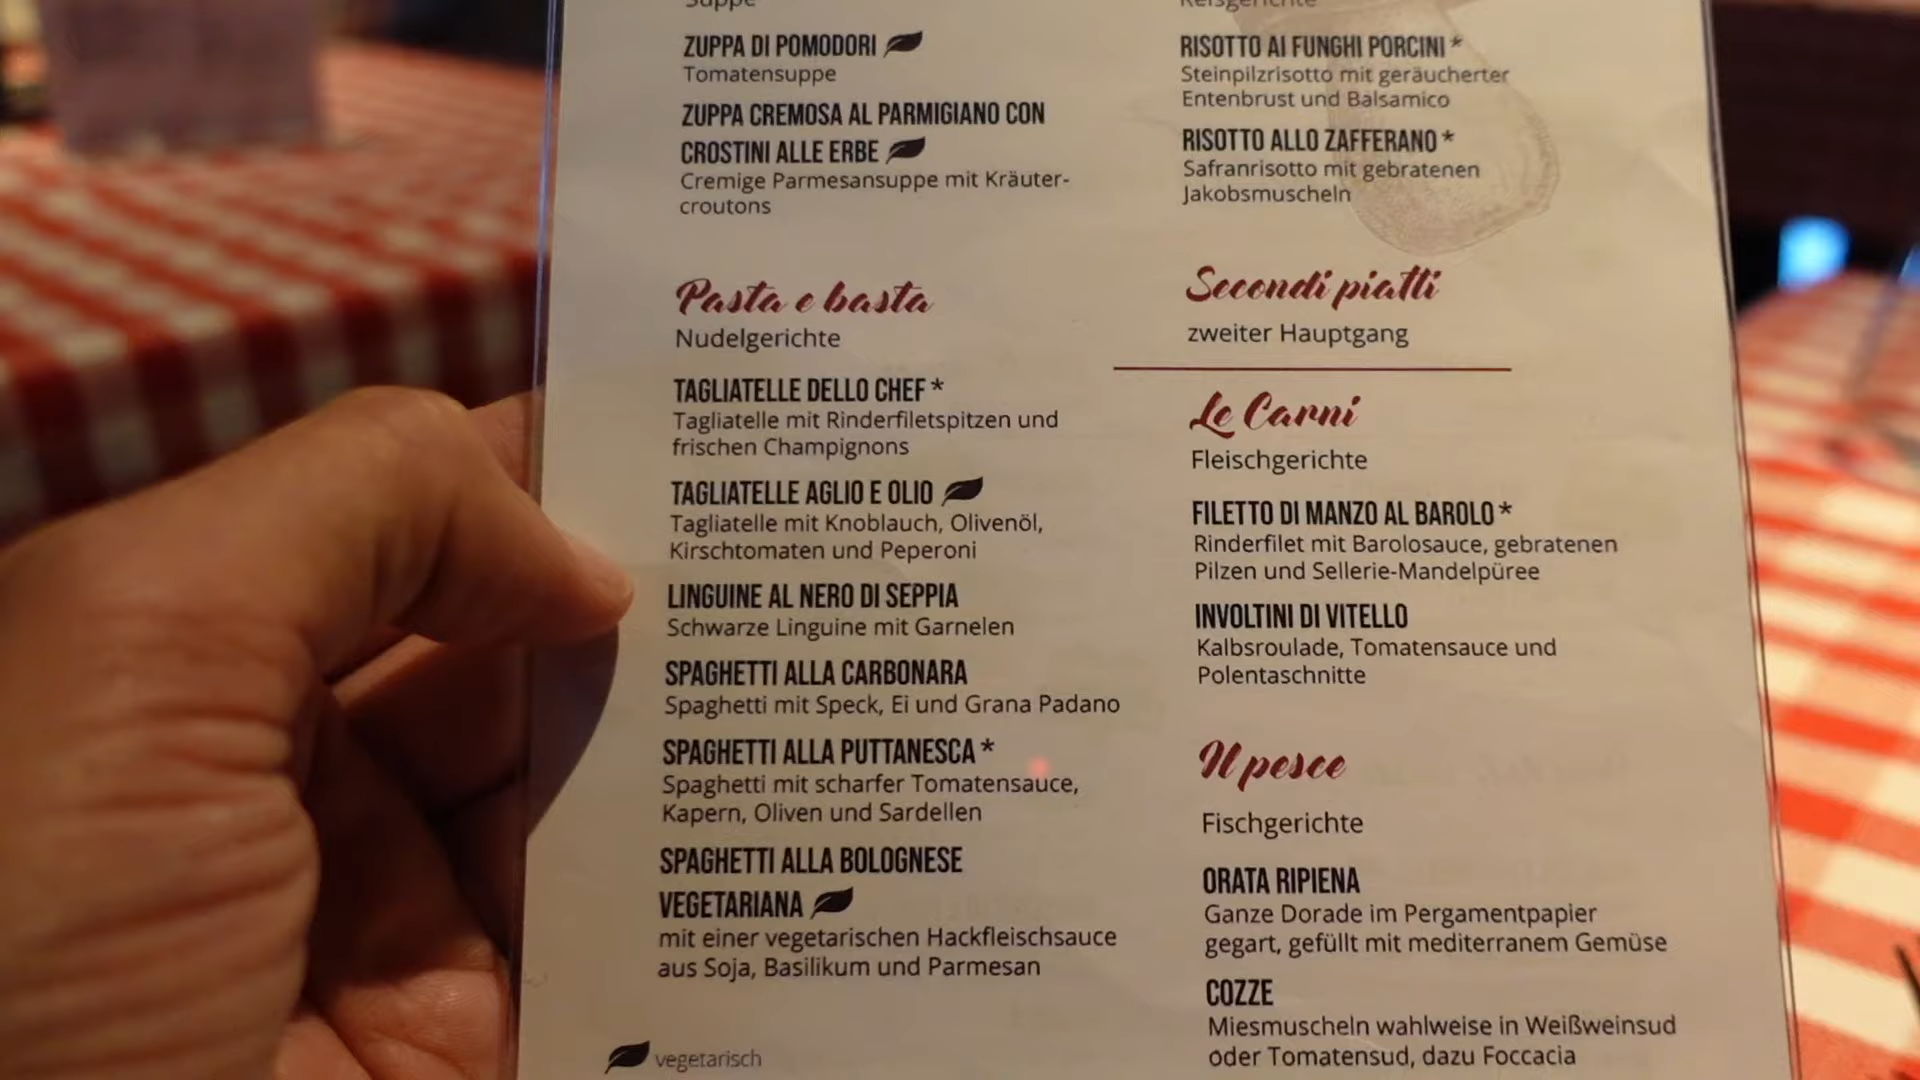 Suppe
ZUPPA DI POMODORI
Tomatensuppe
ZUPPA CREMOSA AL PARMIGIANO CON
CROSTINI ALLE ERBE
Cremige Parmesansuppe mit Kräuter-
croutons
Pasta e basta
Nudelgerichte
TAGLIATELLE DELLO CHEF *
Tagliatelle mit Rinderfiletspitzen und
frischen Champignons
TAGLIATELLE AGLIO E OLIO
Tagliatelle mit Knoblauch, Olivenöl,
Kirschtomaten und Peperoni
LINGUINE AL NERO DI SEPPIA
Schwarze Linguine mit Garnelen
SPAGHETTI ALLA CARBONARA
Spaghetti mit Speck, Ei und Grana Padano
SPAGHETTI ALLA PUTTANESCA *
Spaghetti mit scharfer Tomatensauce,
Kapern, Oliven und Sardellen
SPAGHETTI ALLA BOLOGNESE
VEGETARIANA
mit einer vegetarischen Hackfleischsauce
aus Soja, Basilikum und Parmesan
vegetarisch
Reisgerichte
RISOTTO AI FUNGHI PORCINI *
Steinpilzrisotto mit geräucherter
Entenbrust und Balsamico
RISOTTO ALLO ZAFFERANO *
Safranrisotto mit gebratenen
Jakobsmuscheln
Secondi piatti
zweiter Hauptgang
Le Carni
Fleischgerichte
FILETTO DI MANZO AL BAROLO *
Rinderfilet mit Barolosauce, gebratenen
Pilzen und Sellerie-Mandelpüree
INVOLTINI DI VITELLO
Kalbsroulade, Tomatensauce und
Polentaschnitte
Il pesce
Fischgerichte
ORATA RIPIENA
Ganze Dorade im Pergamentpapier
gegart, gefüllt mit mediterranem Gemüse
COZZE
Miesmuscheln wahlweise in Weißweinsud
oder Tomatensud, dazu Foccacia